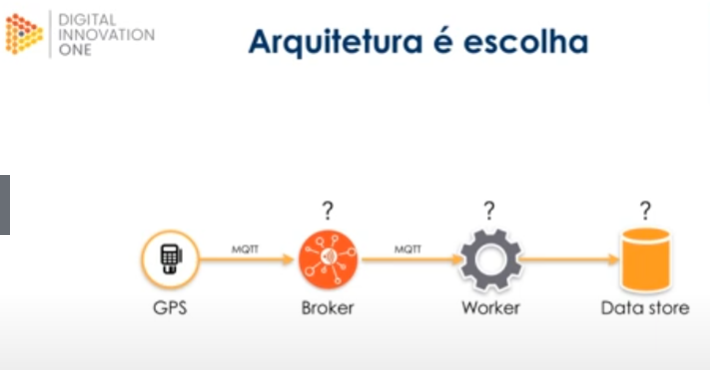 DIGITAL
INNOVATION
ONE
Arquitetura é escolha
? ? ?
MQTT MQTT
GPS Broker Worker Data store